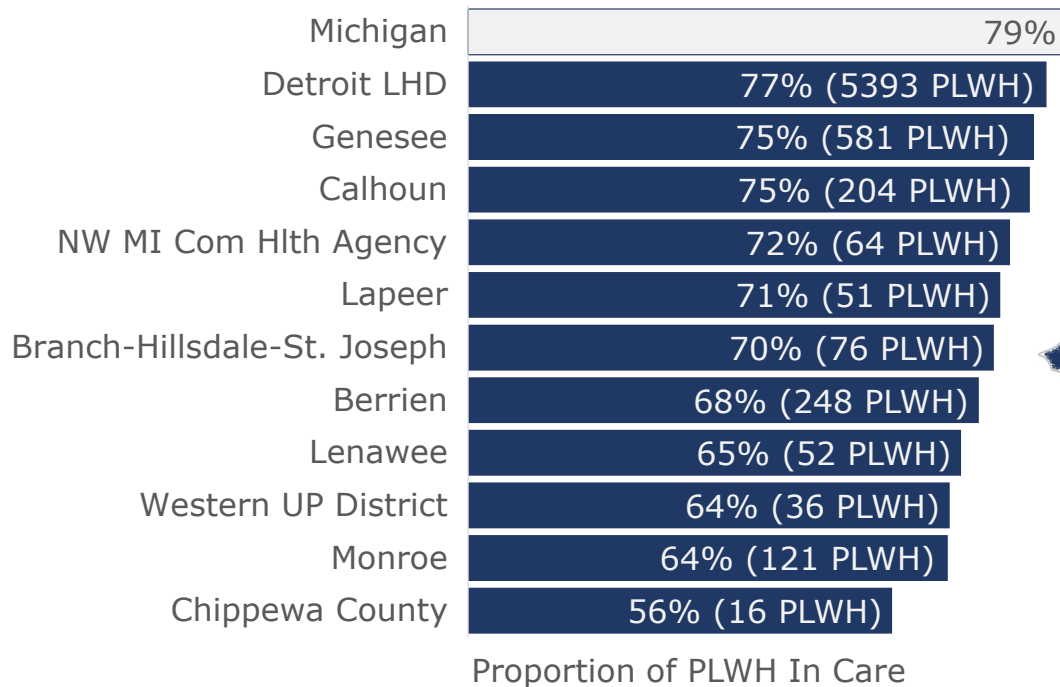 Michigan 79%
Detroit LHD 77% (5393 PLWH)
Genesee 75% (581 PLWH)
Calhoun 75% (204 PLWH)
NW MI Com Hlth Agency 72% (64 PLWH)
Lapeer 71% (51 PLWH)
Branch-Hillsdale-St. Joseph 70% (76 PLWH)
Berrien 68% (248 PLWH)
Lenawee 65% (52 PLWH)
Western UP District 64% (36 PLWH)
Monroe 64% (121 PLWH)
Chippewa County 56% (16 PLWH)
Proportion of PLWH In Care